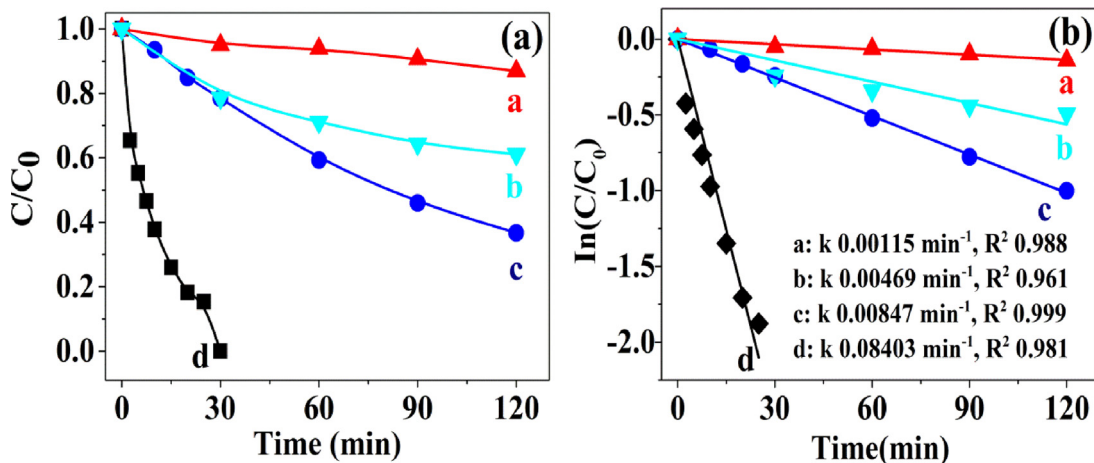 (a)
1.0
0.8
0.6
0.4
0.2
0.0
C/C0
a
b
c
d
0 30 60 90 120
Time (min)
(b)
0.0
-0.5
-1.0
-1.5
-2.0
In(C/C0)
a
b
c
a: k 0.00115 min-1, R2 0.988
b: k 0.00469 min-1, R2 0.961
c: k 0.00847 min-1, R2 0.999
d: k 0.08403 min-1, R2 0.981
d
0 30 60 90 120
Time(min)